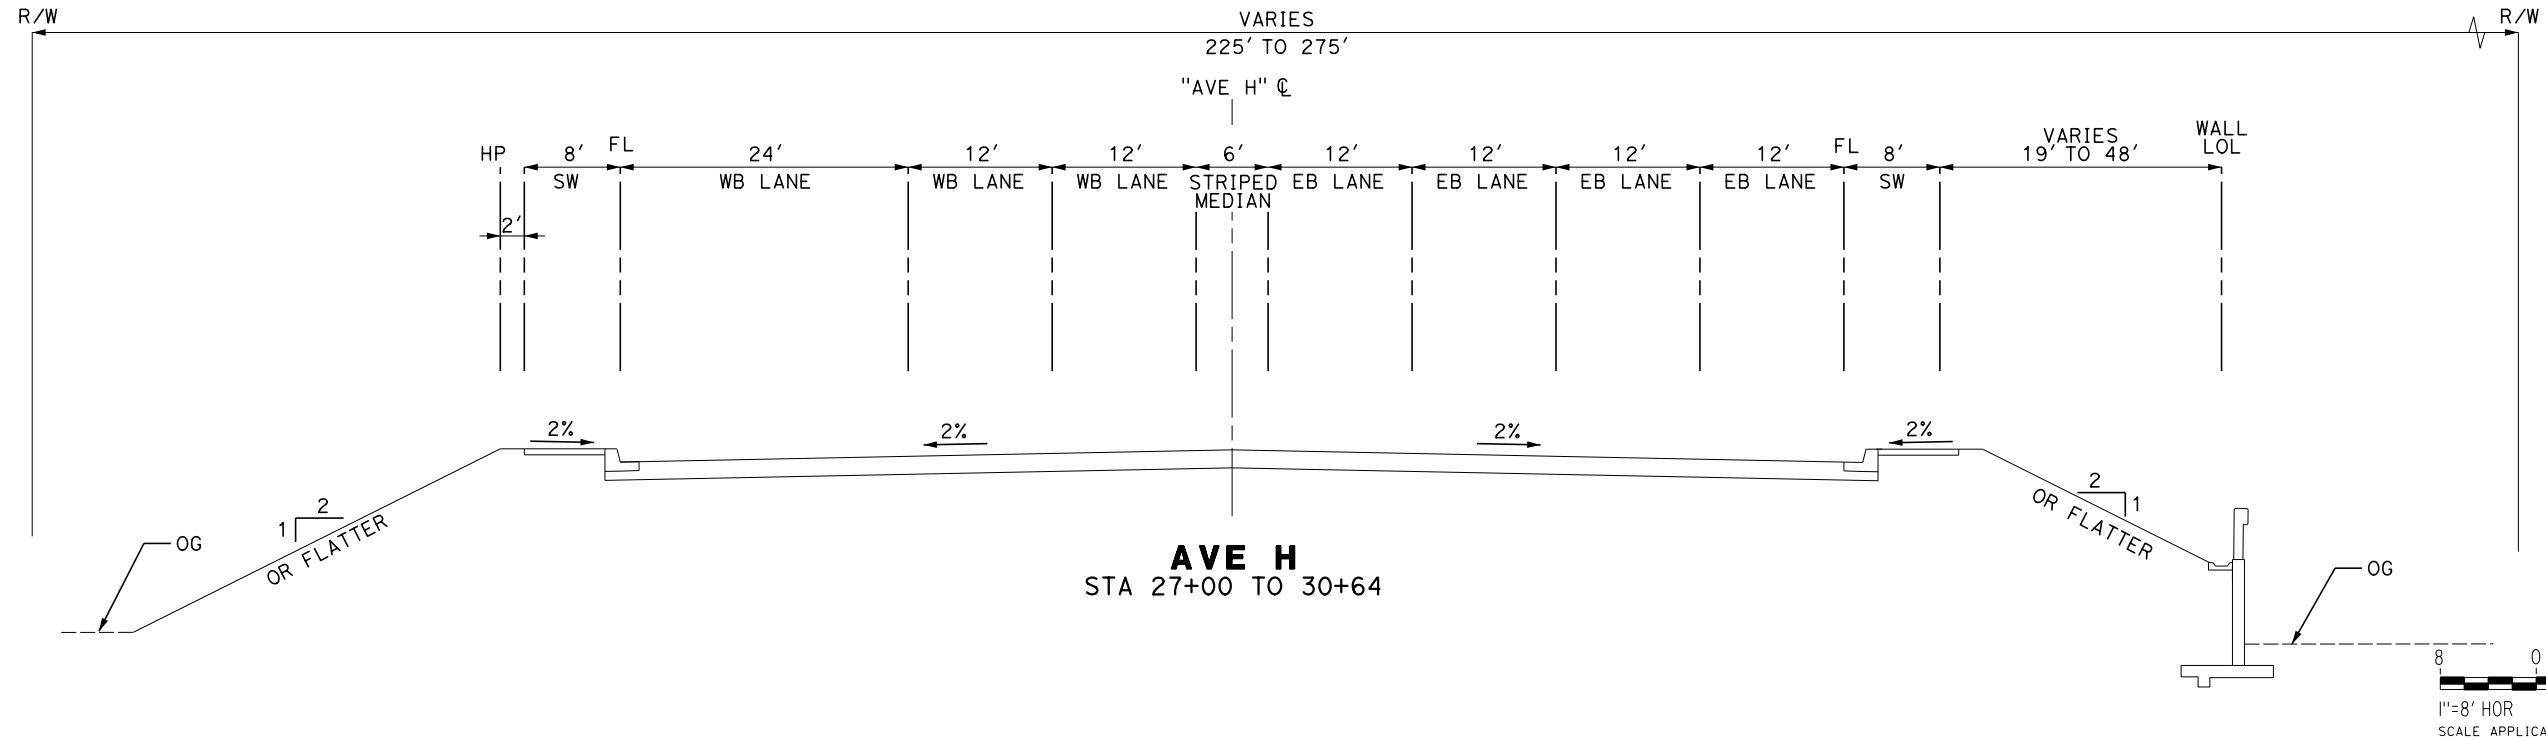 R/W
VARIES
R/W
225' TO 275'
"AVE H" ℄
HP
8'
FL
24'
12'
12'
6'
12'
12'
12'
12'
FL
8'
VARIES
19' TO 48'
WALL
LOL
SW
WB LANE
WB LANE
WB LANE
STRIPED
MEDIAN
EB LANE
EB LANE
EB LANE
EB LANE
SW
2'
2%
2%
2%
2%
2
1
OR FLATTER
2
1
OR FLATTER
OG
OG
AVE H
STA 27+00 TO 30+64
8
0
1"=8' HOR
SCALE APPLICA